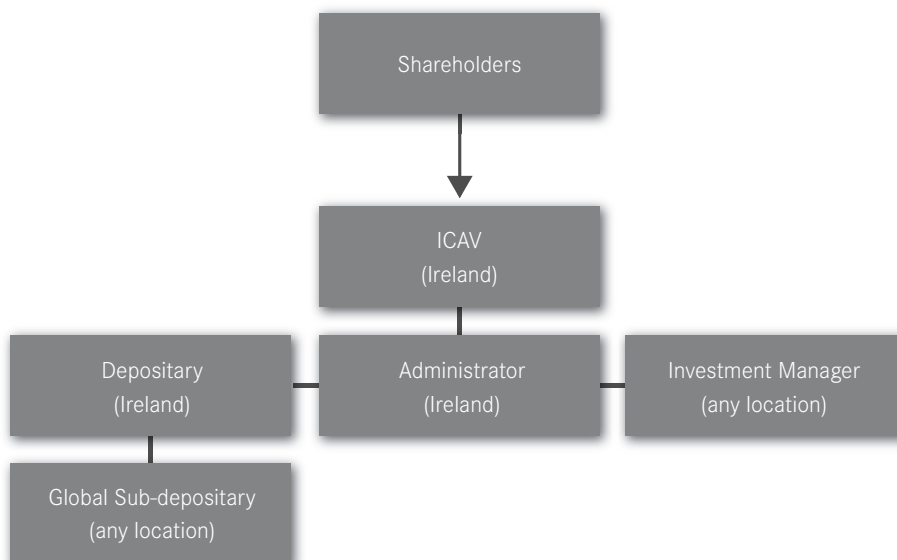 Shareholders
ICAV
(Ireland)
Depositary
(Ireland)
Administrator
(Ireland)
Investment Manager
(any location)
Global Sub-depositary
(any location)